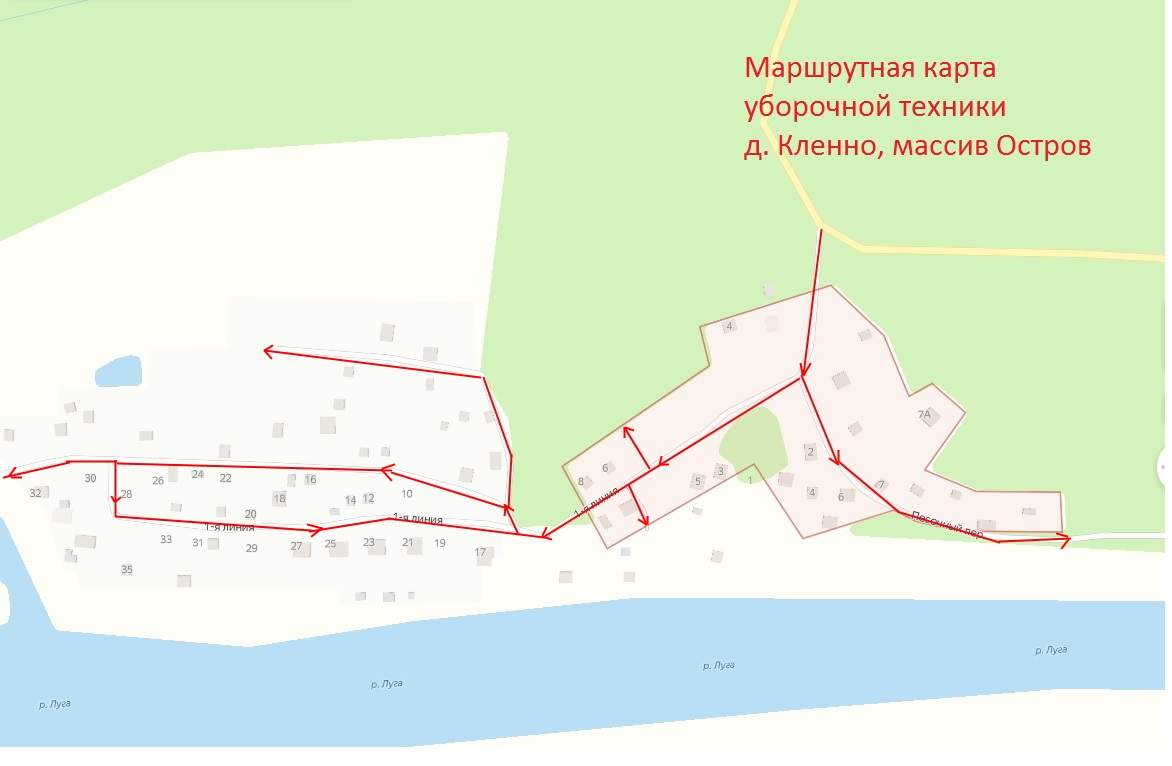 Маршрутная карта
уборочной техники
д. Кленно, массив Остров
4
7А
6
8
2
3
5
1
4
6
7
1-я линия
Песочный пер.
30
32
28
26
24
22
16
18
14
12
10
20
1-я линия
1-я линия
33
31
29
27
25
23
21
19
17
35
р. Луга
р. Луга
р. Луга
р. Луга